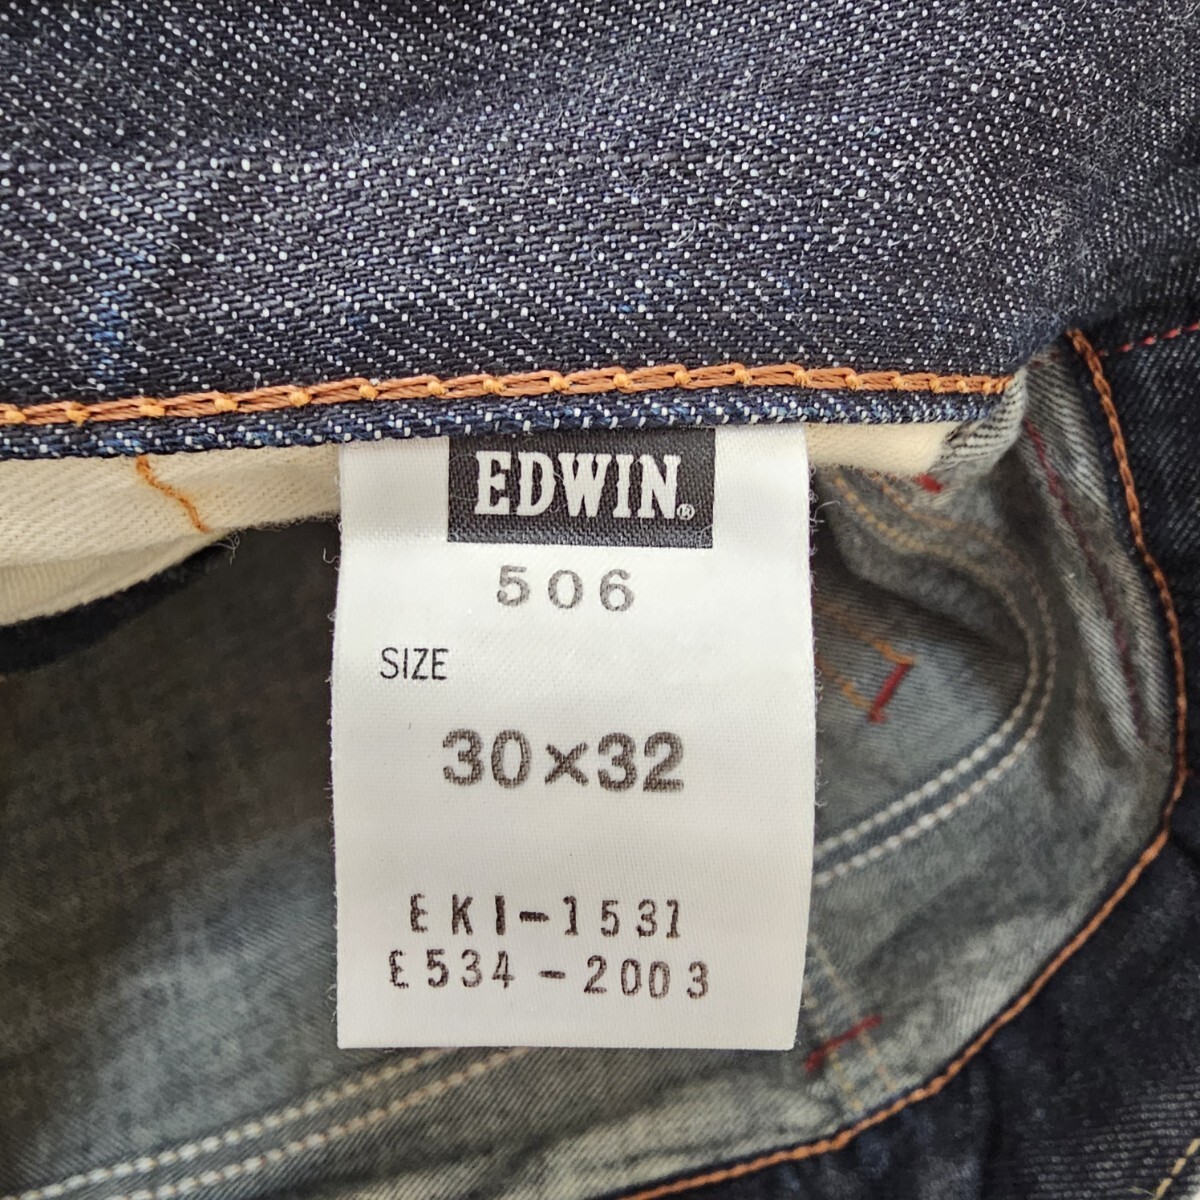 EDWIN®
506
SIZE
30×32
EKI-1531
E534-2003